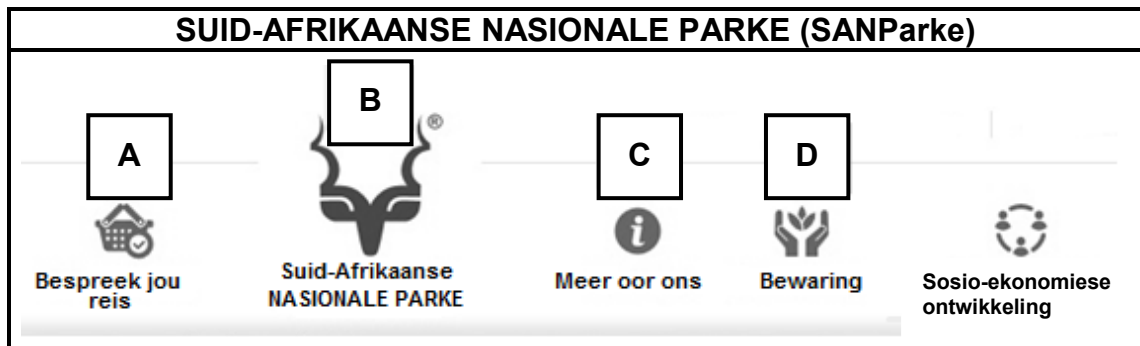 SUID-AFRIKAANSE NASIONALE PARKE (SANParke)
A
B
®
C
D
i
Bespreek jou
reis
Suid-Afrikaanse
NASIONALE PARKE
Meer oor ons
Bewaring
Sosio-ekonomiese
ontwikkeling